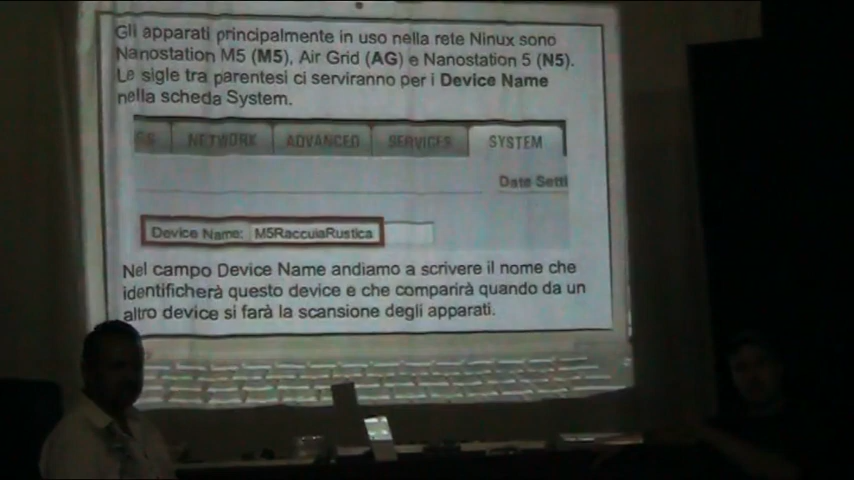 Gli apparati principalmente in uso nella rete Ninux sono
Nanostation M5 (M5), Air Grid (AG) e Nanostation 5 (N5).
Le sigle tra parentesi ci serviranno per i Device Name
nella scheda System.
SS NETWORK ADVANCED SERVICES SYSTEM
Date Setti
Device Name: M5RacculaRustica
Nel campo Device Name andiamo a scrivere il nome che
identificherà questo device e che comparirà quando da un
altro device si farà la scansione degli apparati.